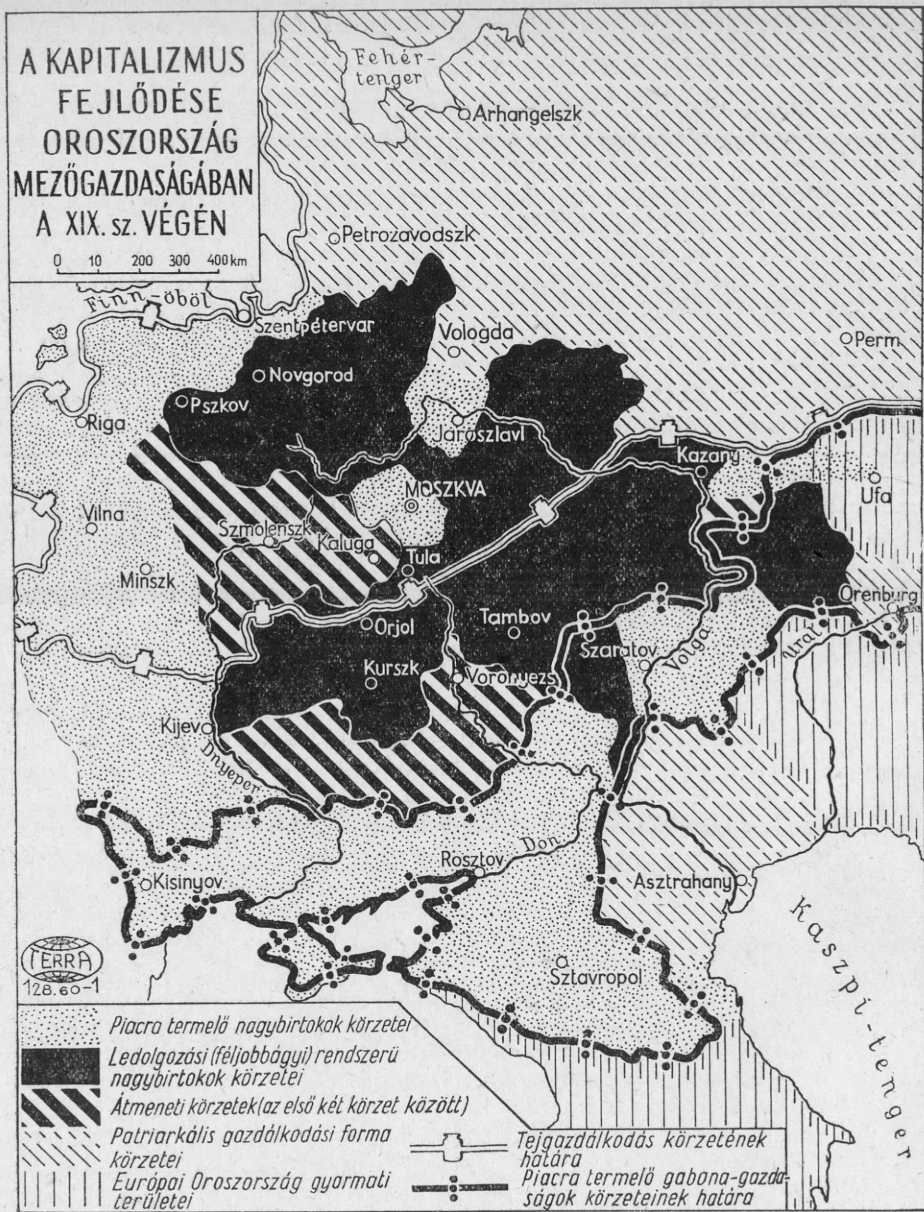 A KAPITALIZMUS
FEJLŐDÉSE
OROSZORSZÁG
MEZŐGAZDASÁGÁBAN
A XIX. SZ. VÉGÉN
0 10 200 300 400 km
Fehér-
tenger
Arhangelszk
Petrozavodszk
Finn-öböl
Szentpétervar
Vologda
Perm
Novgorod
Pszkov
Riga
Jaroszlavl
Kazany
MOSZKVA
Ufa
Vilna
Szmolenszk
Kaluga
Tula
Minszk
Orenburg
Orjol
Tambov
Szaratov
Volga
Ural
Kurszk
Voronyezs
Kijev
Dnyeper
Don
Rosztov
Kisinyov
Asztrahany
Kaszpi-tenger
Sztavropol
TERRA
128.60-1
Piacra termelő nagybirtokok körzetei
Ledolgozási (féljobbágyi) rendszerű
nagybirtokok körzetei
Átmeneti körzetek (az első két körzet között)
Patriarkális gazdálkodási forma
körzetei
Európai Oroszország gyarmati
területei
Tejgazdálkodás körzetének
határa
Piacra termelő gabona-gazda-
ságok körzeteinek határa